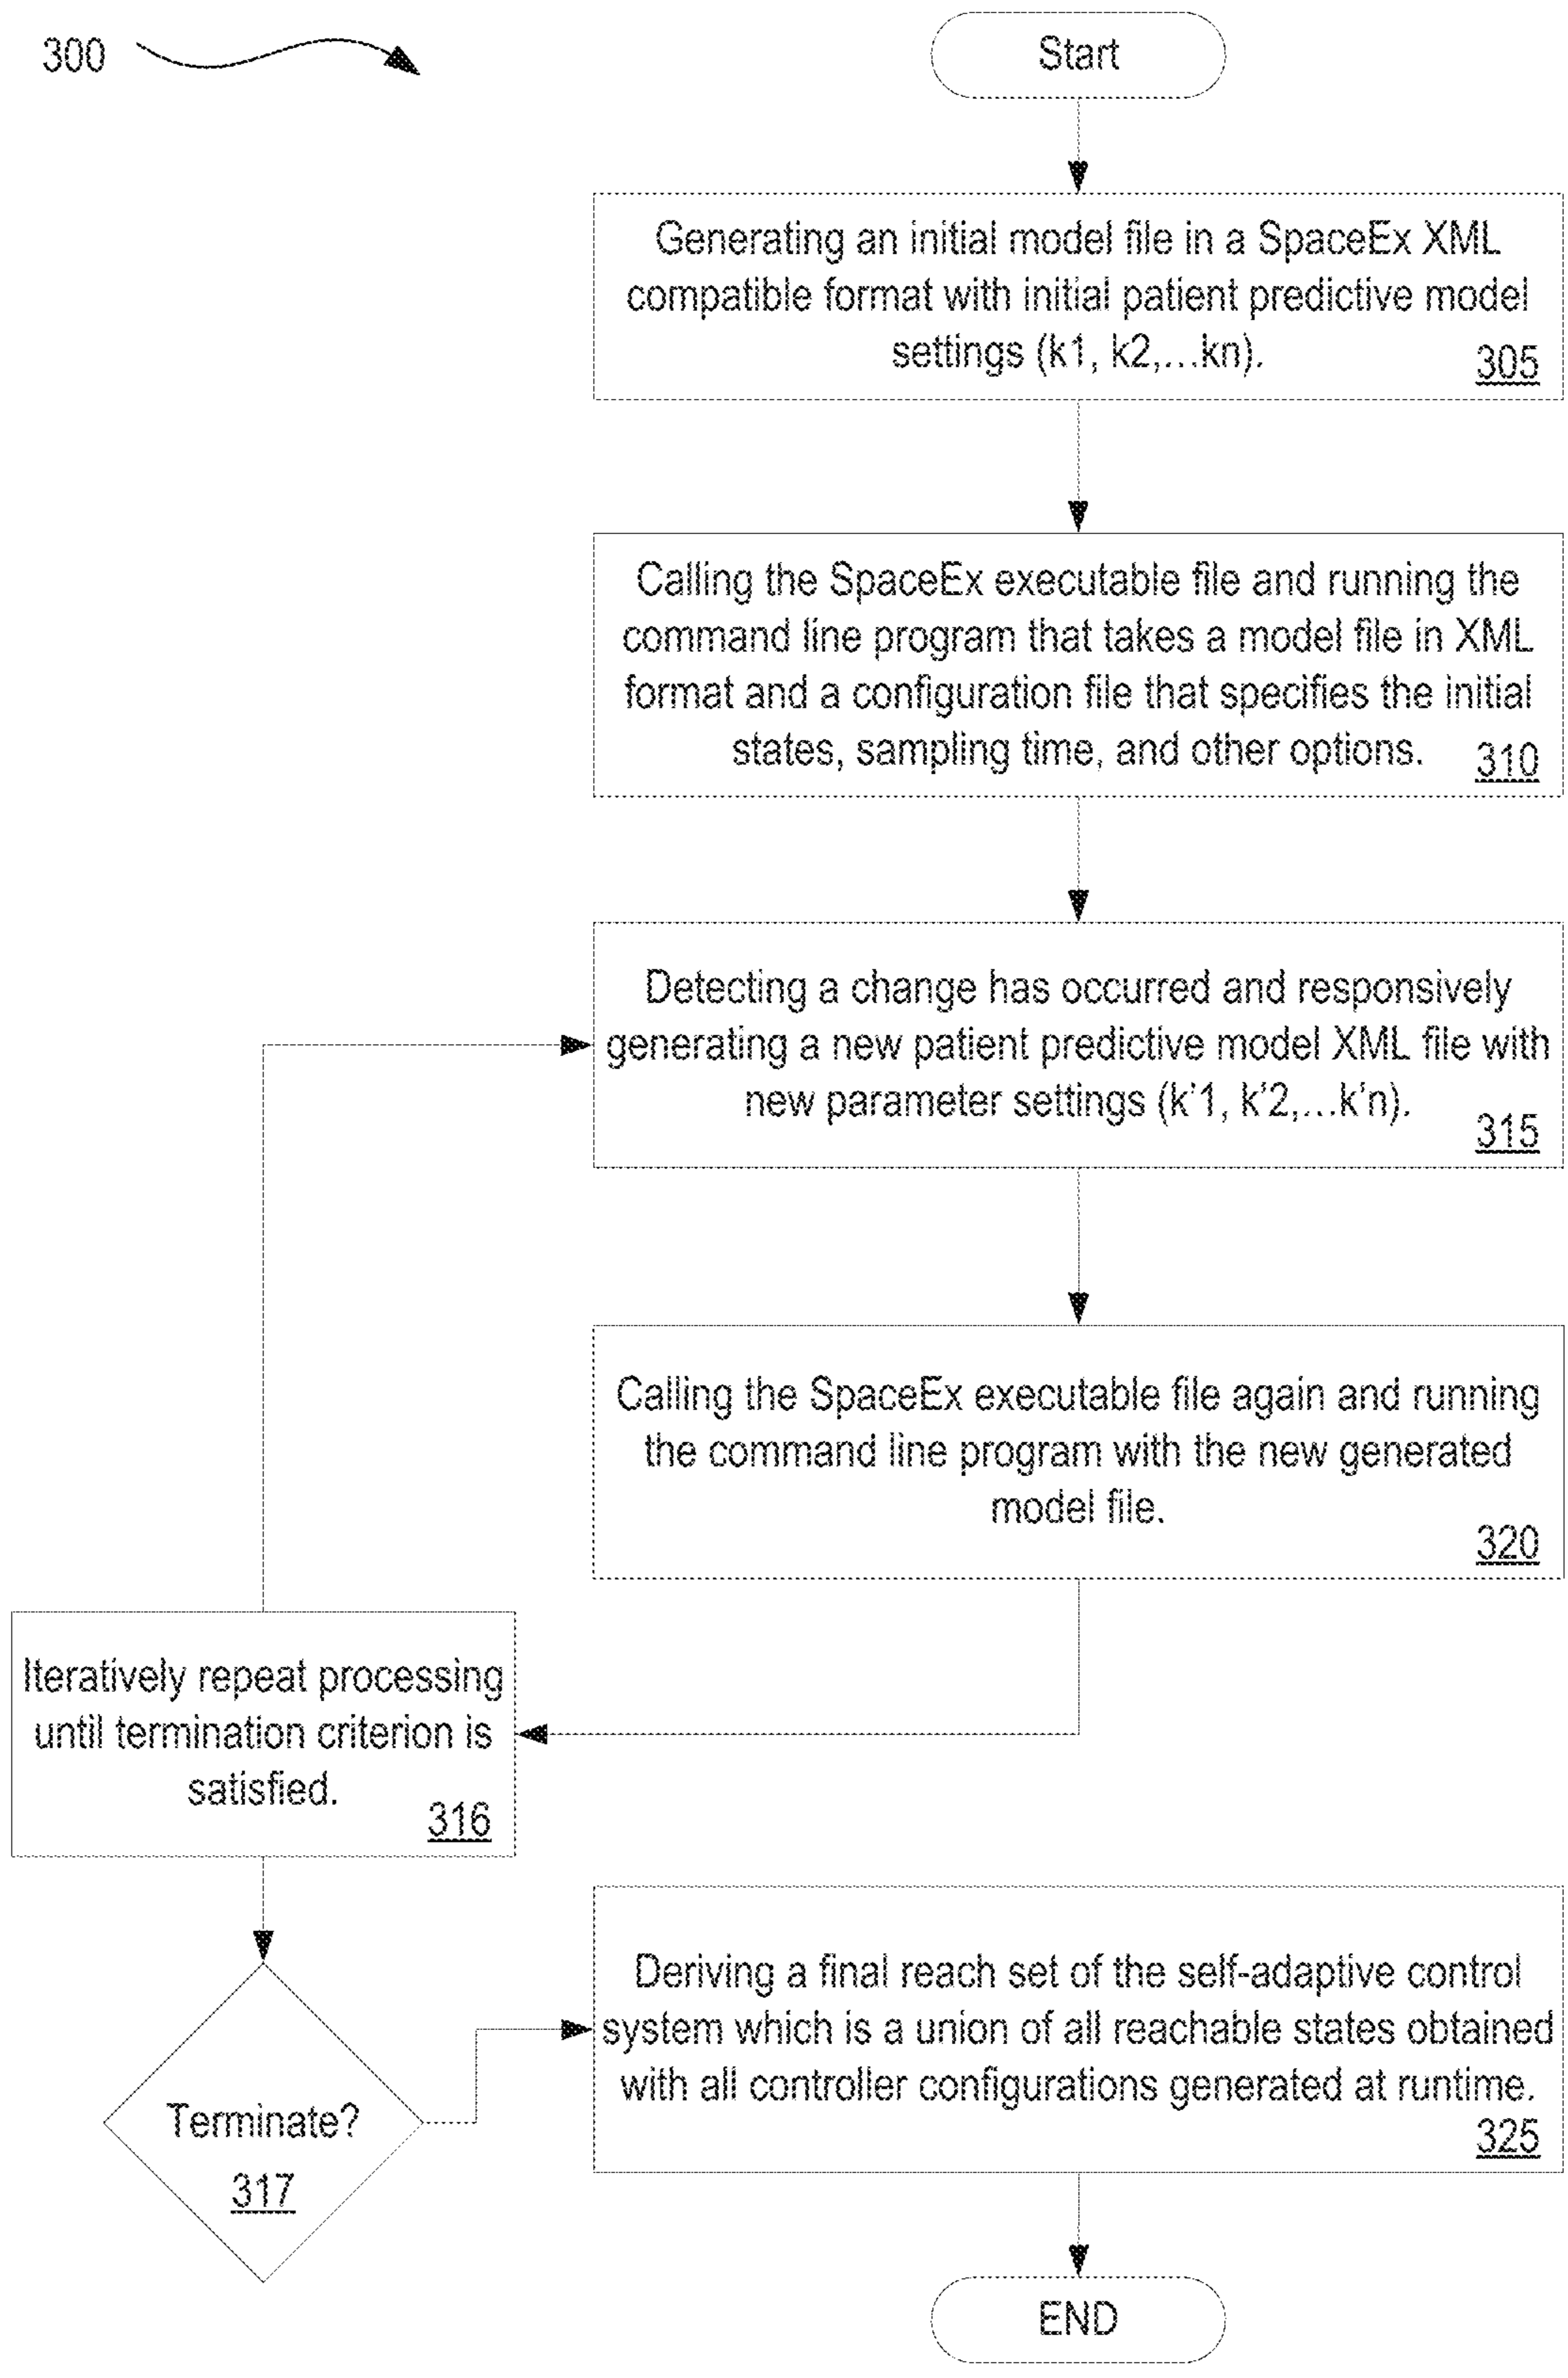 300
Start
Generating an initial model file in a SpaceEx XML
compatible format with initial patient predictive model
settings (k1, k2,...kn).
305
Calling the SpaceEx executable file and running the
command line program that takes a model file in XML
format and a configuration file that specifies the initial
states, sampling time, and other options.
310
Detecting a change has occurred and responsively
generating a new patient predictive model XML file with
new parameter settings (k'1, k'2,...k'n).
315
Calling the SpaceEx executable file again and running
the command line program with the new generated
model file.
320
Iteratively repeat processing
until termination criterion is
satisfied.
316
Terminate?
317
Deriving a final reach set of the self-adaptive control
system which is a union of all reachable states obtained
with all controller configurations generated at runtime.
325
END